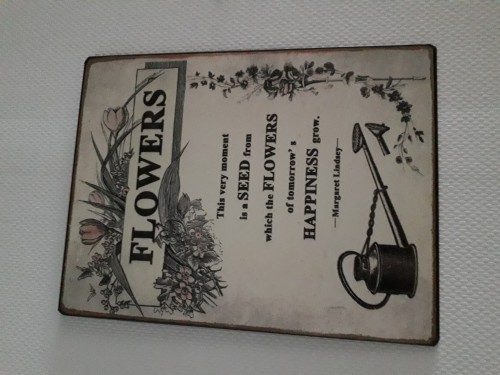 FLOWERS
This very moment
is a SEED from
which the FLOWERS
of tomorrow's
HAPPINESS grow.
—Margaret Lindsey—